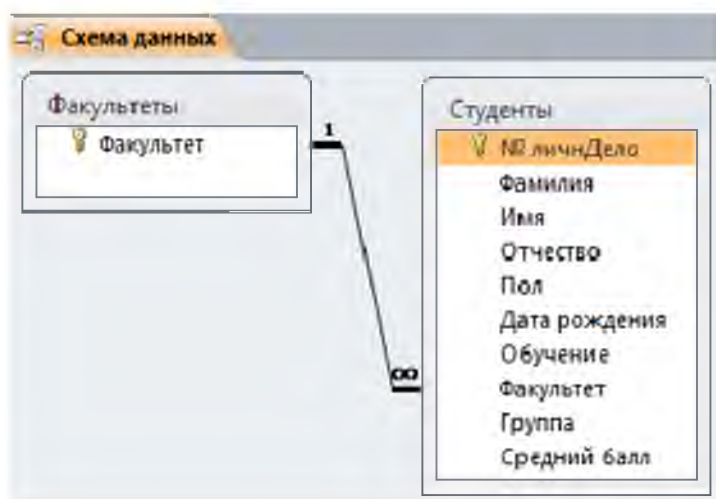 Схема данных
Факультеты
Факультет
1
∞
Студенты
№ личнДело
Фамилия
Имя
Отчество
Пол
Дата рождения
Обучение
Факультет
Группа
Средний балл